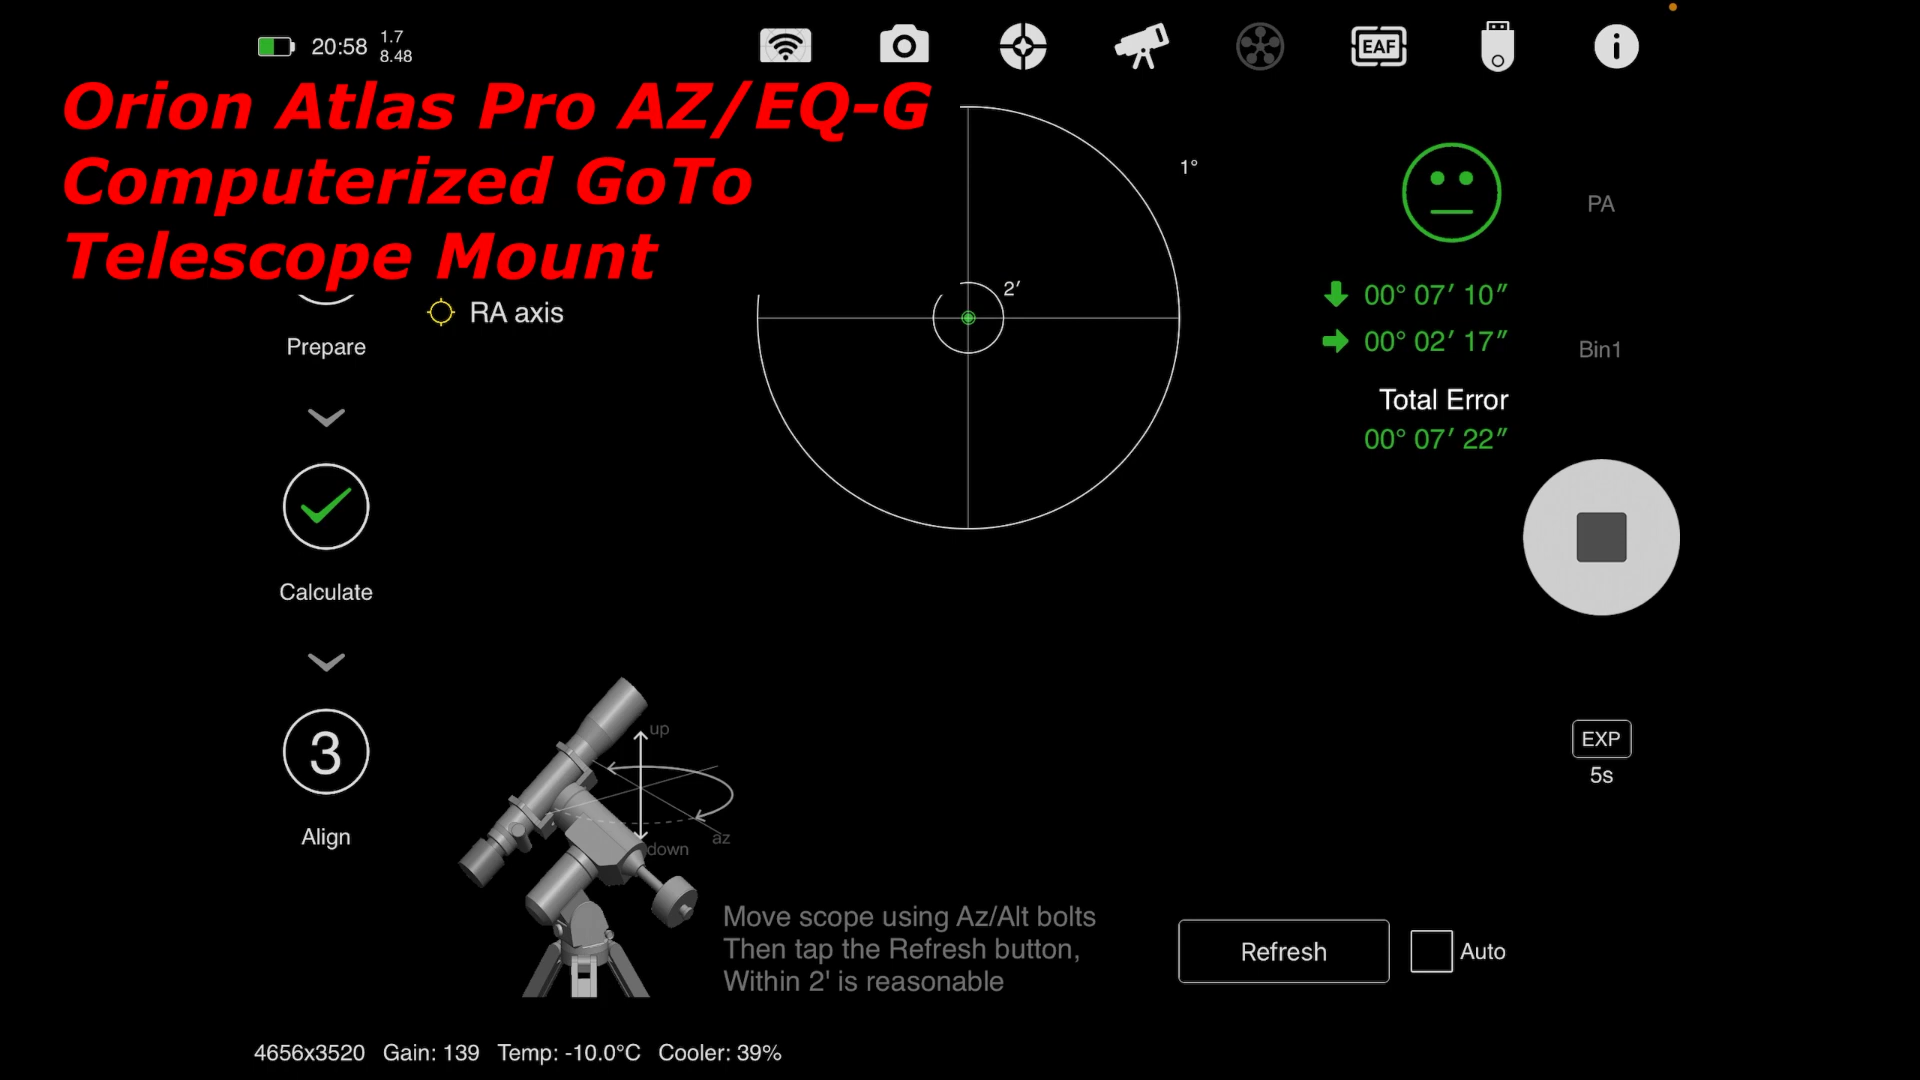 20:58
1.7
8.48
EAF
Orion Atlas Pro AZ/EQ-G
Computerized GoTo
Telescope Mount
1°
PA
2′
00° 07′ 10″
RA axis
00° 02′ 17″
Prepare
Bin1
Total Error
00° 07′ 22″
Calculate
3
Align
up
az
down
EXP
5s
Move scope using Az/Alt bolts
Then tap the Refresh button,
Within 2' is reasonable
Refresh
Auto
4656x3520 Gain: 139 Temp: -10.0°C Cooler: 39%